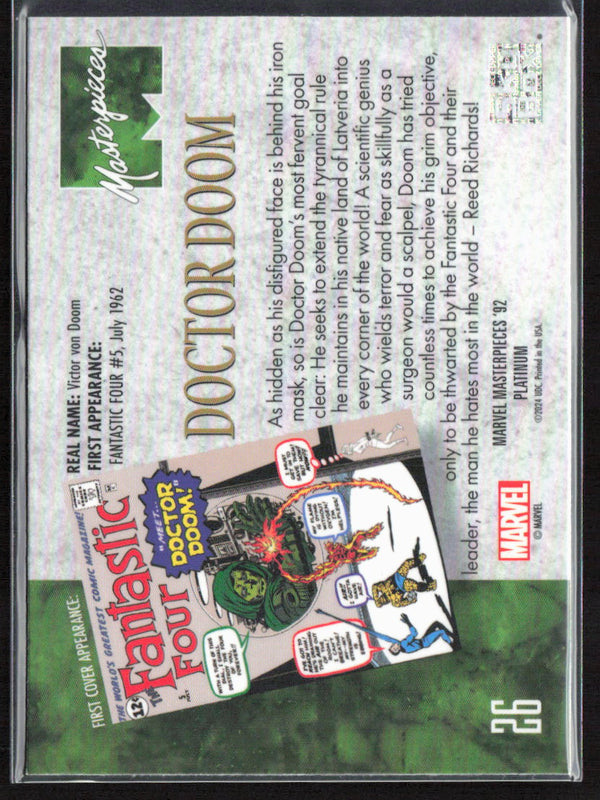 Masterpieces
REAL NAME: Victor von Doom
FIRST APPEARANCE:
FANTASTIC FOUR #5, July 1962
DOCTOR DOOM
As hidden as his disfigured face is behind his iron
mask, so is Doctor Doom's most fervent goal
clear: He seeks to extend the tyrannical rule
he maintains in his native land of Latveria into
every corner of the world! A scientific genius
who wields terror and fear as skillfully as a
surgeon would a scalpel, Doom has tried
countless times to achieve his grim objective,
only to be thwarted by the Fantastic Four and their
leader, the man he hates most in the world – Reed Richards!
MARVEL MASTERPIECES '92
PLATINUM
©2024 UDC. Printed in the USA.
MARVEL
© MARVEL
FIRST COVER APPEARANCE:
THE WORLD'S GREATEST COMIC MAGAZINE!
12¢
THE Fantastic
FOUR
5
"MEET...
DOCTOR
DOOM!"
26